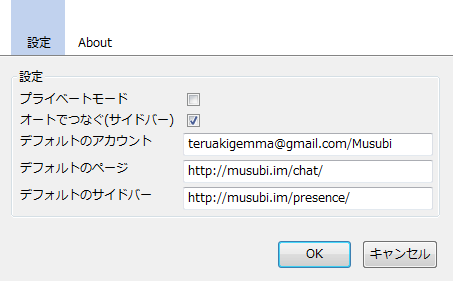 設定 About
設定
プライベートモード
オートでつなぐ(サイドバー)
デフォルトのアカウント teruakigemma@gmail.com/Musubi
デフォルトのページ http://musubi.im/chat/
デフォルトのサイドバー http://musubi.im/presence/
OK キャンセル